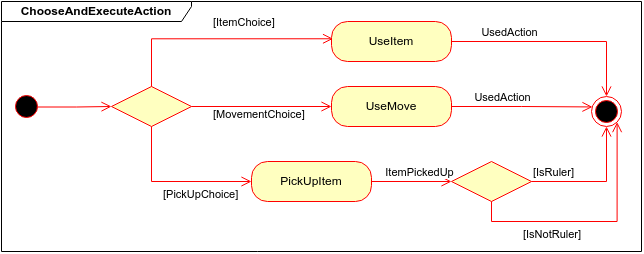 ChooseAndExecuteAction
[ItemChoice]
UseItem
UsedAction
[MovementChoice]
UseMove
UsedAction
[PickUpChoice]
PickUpItem
ItemPickedUp
[IsRuler]
[IsNotRuler]